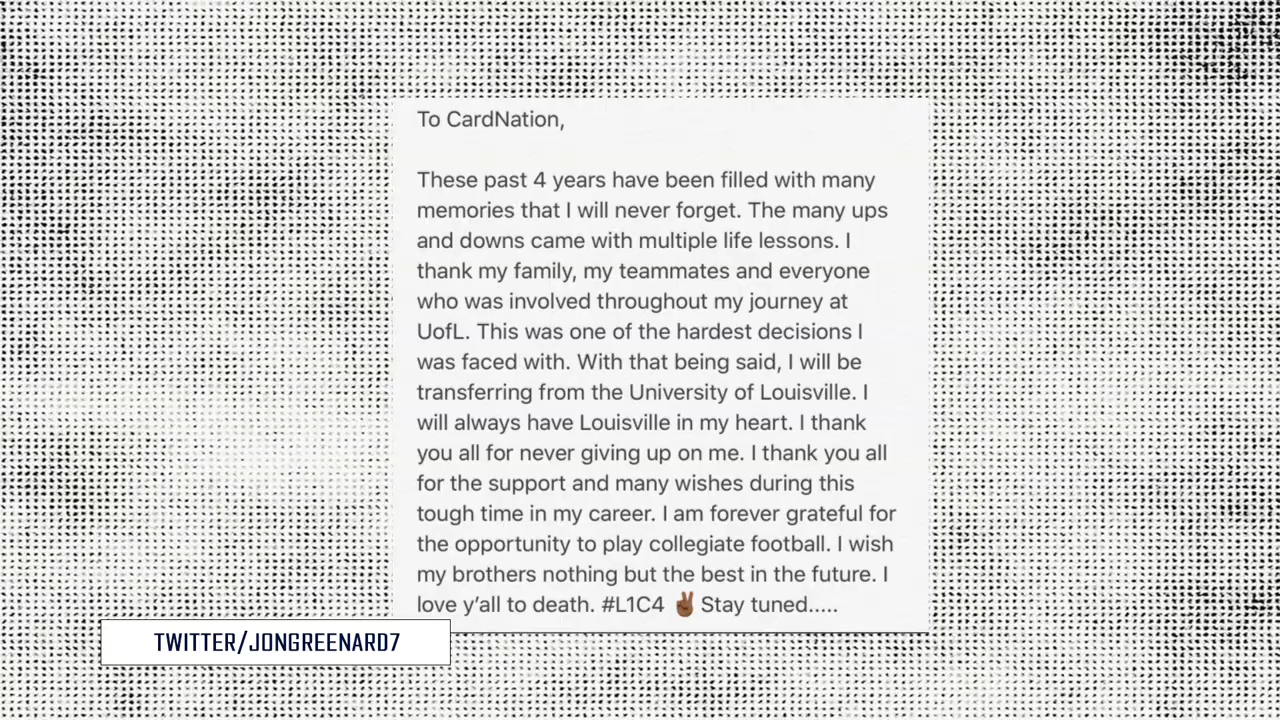 To CardNation,
These past 4 years have been filled with many
memories that I will never forget. The many ups
and downs came with multiple life lessons. I
thank my family, my teammates and everyone
who was involved throughout my journey at
UofL. This was one of the hardest decisions I
was faced with. With that being said, I will be
transferring from the University of Louisville. I
will always have Louisville in my heart. I thank
you all for never giving up on me. I thank you all
for the support and many wishes during this
tough time in my career. I am forever grateful for
the opportunity to play collegiate football. I wish
my brothers nothing but the best in the future. I
love y’all to death. #L1C4 ✌🏾 Stay tuned.....
TWITTER/JONGREENARD7